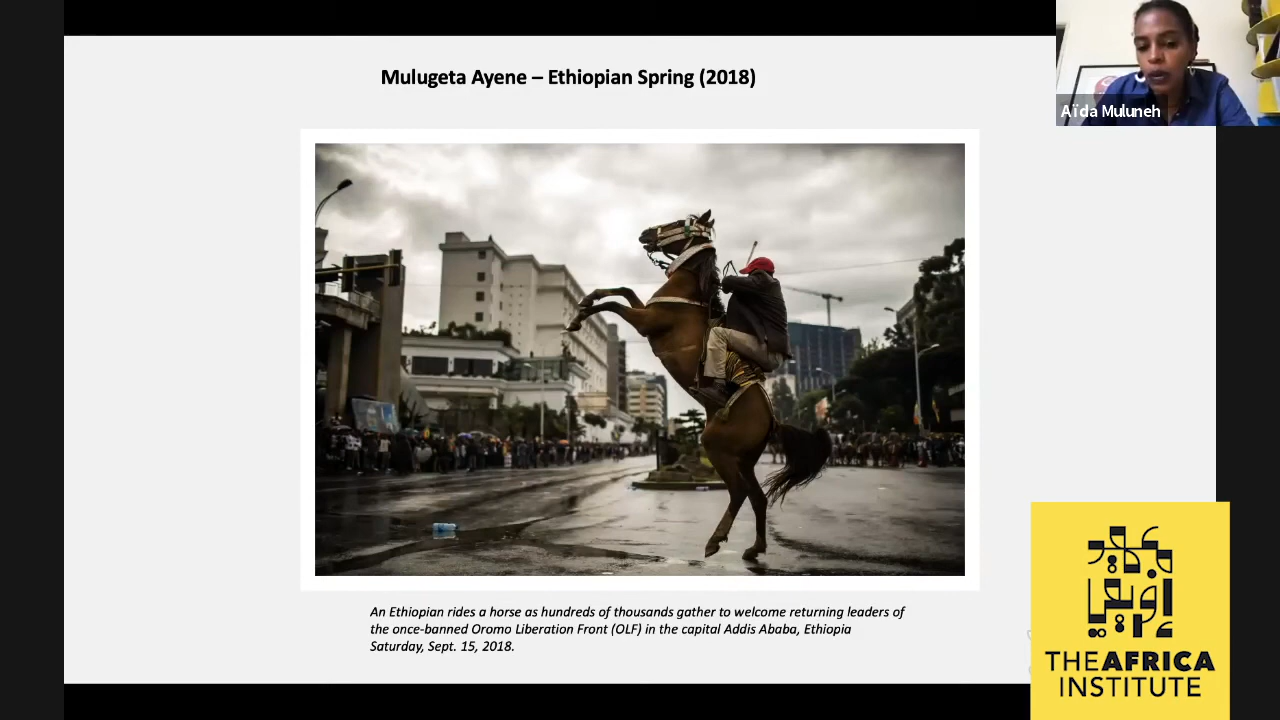 Mulugeta Ayene – Ethiopian Spring (2018)
Aïda Muluneh
An Ethiopian rides a horse as hundreds of thousands gather to welcome returning leaders of
the once-banned Oromo Liberation Front (OLF) in the capital Addis Ababa, Ethiopia
Saturday, Sept. 15, 2018.
THE AFRICA
INSTITUTE